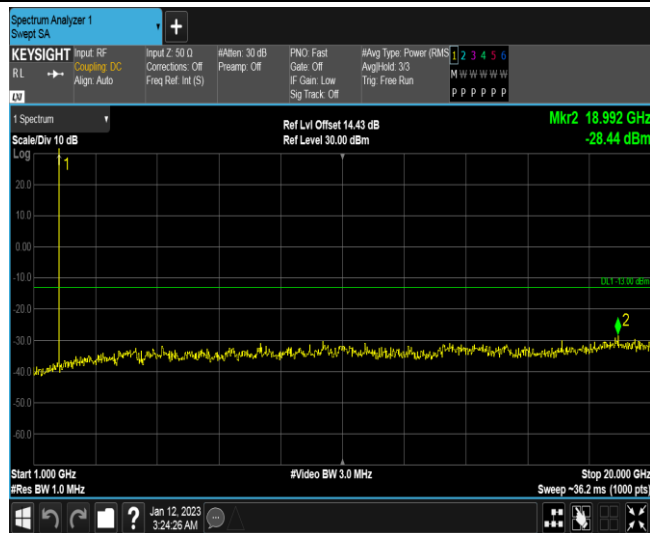 Spectrum Analyzer 1
Swept SA
+
KEYSIGHT
RL
LXI
Input: RF
Coupling: DC
Align: Auto
Input Z: 50 Ω
Corrections: Off
Freq Ref: Int (S)
#Atten: 30 dB
Preamp: Off
PNO: Fast
Gate: Off
IF Gain: Low
Sig Track: Off
#Avg Type: Power (RMS
Avg|Hold: 3/3
Trig: Free Run
1 2 3 4 5 6
M W W W W W
P P P P P P
1 Spectrum
Scale/Div 10 dB
Ref Lvl Offset 14.43 dB
Ref Level 30.00 dBm
Mkr2 18.992 GHz
-28.44 dBm
Log
1
20.0
10.0
0.00
-10.0
DL1 -13.00 dBm
-20.0
2
-30.0
-40.0
-50.0
-60.0
Start 1.000 GHz
#Video BW 3.0 MHz
Stop 20.000 GHz
#Res BW 1.0 MHz
Sweep ~36.2 ms (1000 pts)
?
Jan 12, 2023
3:24:26 AM